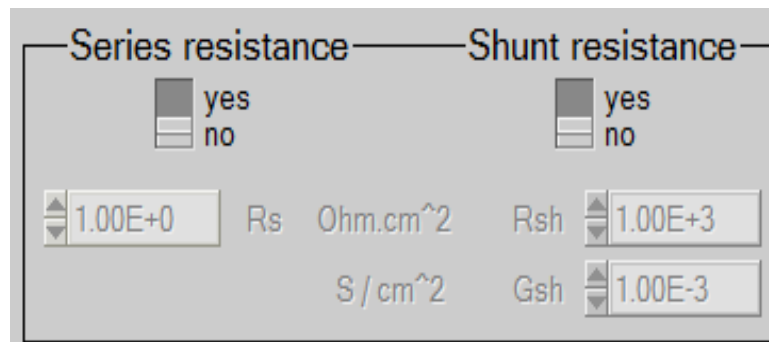 Series resistance Shunt resistance
yes yes
no no
1.00E+0 Rs Ohm.cm^2 Rsh 1.00E+3
S / cm^2 Gsh 1.00E-3